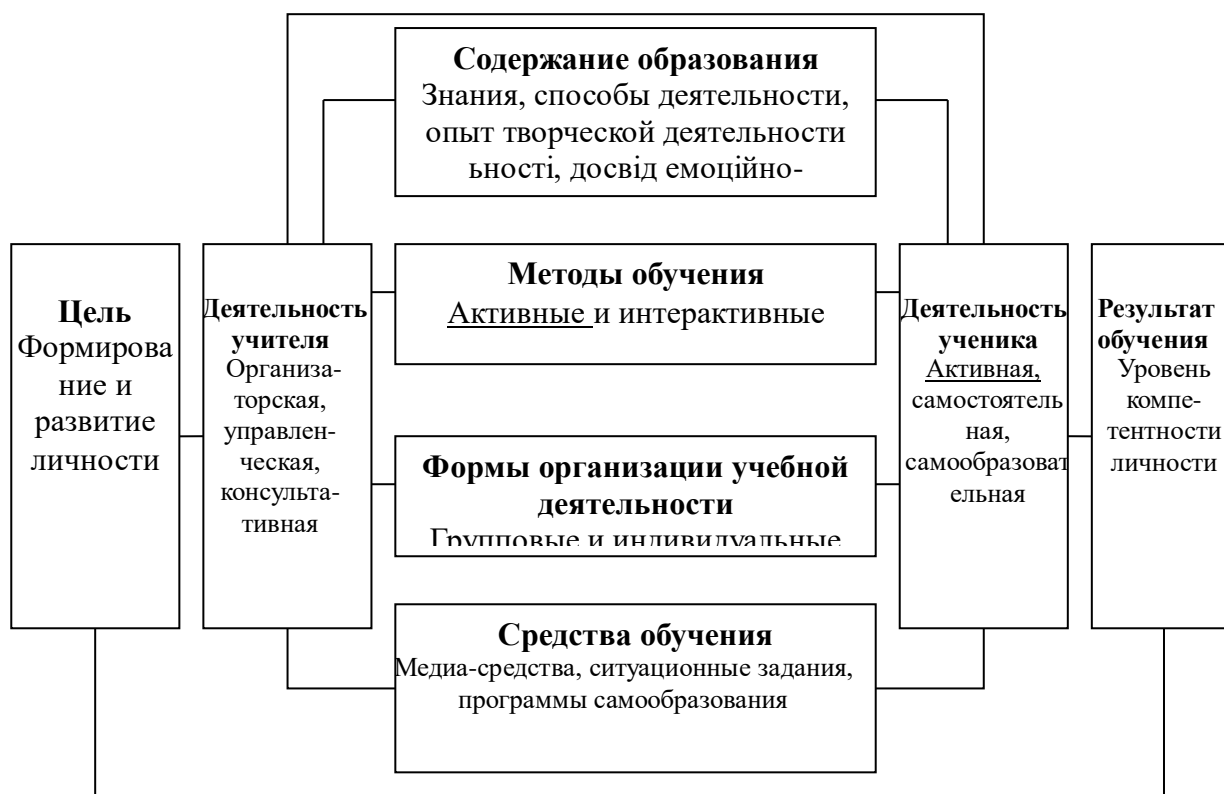 Содержание образования
Знания, способы деятельности,
опыт творческой деятельности
ьності, досвід емоційно-
Цель
Формирова
ние и
развитие
личности
Деятельность
учителя
Организа-
торская,
управлен-
ческая,
консульта-
тивная
Методы обучения
Активные и интерактивные
Формы организации учебной
деятельности
Групповые и индивидуальные
Средства обучения
Медиа-средства, ситуационные задания,
программы самообразования
Деятельность
ученика
Активная,
самостоятель
ная,
самообразоват
ельная
Результат
обучения
Уровень
компе-
тентности
личности